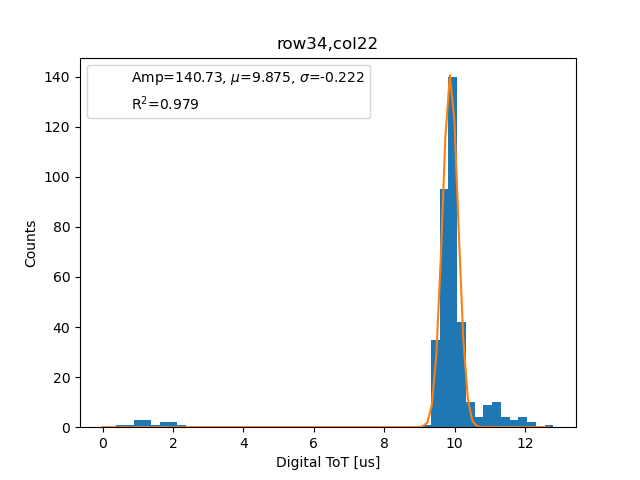 row34,col22
Amp=140.73, μ=9.875, σ=-0.222
R²=0.979
140
120
100
80
60
40
20
0
Counts
0 2 4 6 8 10 12
Digital ToT [us]